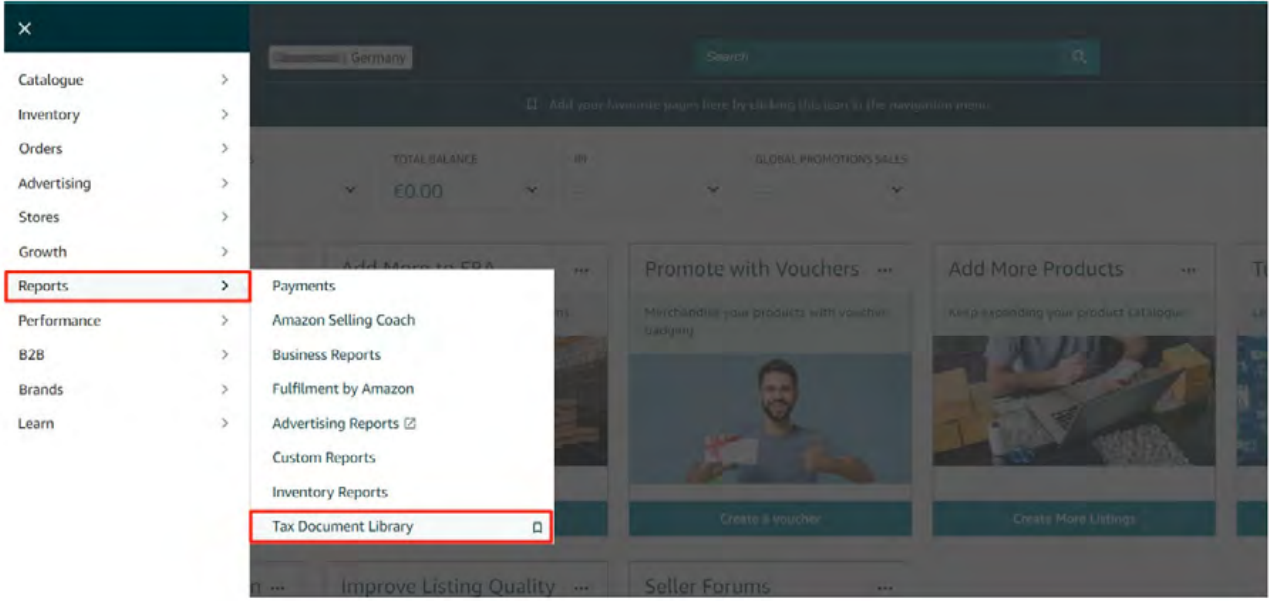 Germany
Search
Add your favourite pages here by clicking this icon in the navigation menu.
Catalogue
Inventory
Orders
Advertising
Stores
Growth
Reports
Performance
B2B
Brands
Learn
TOTAL BALANCE
GLOBAL PROMOTIONS SALES
€0.00
Add More to FBA
Promote with Vouchers
Add More Products
Merchandise your products with voucher
badging
Keep expanding your product catalogue
Payments
Amazon Selling Coach
Business Reports
Fulfilment by Amazon
Advertising Reports
Custom Reports
Inventory Reports
Tax Document Library
Create a voucher
Create More Listings
Improve Listing Quality
Seller Forums